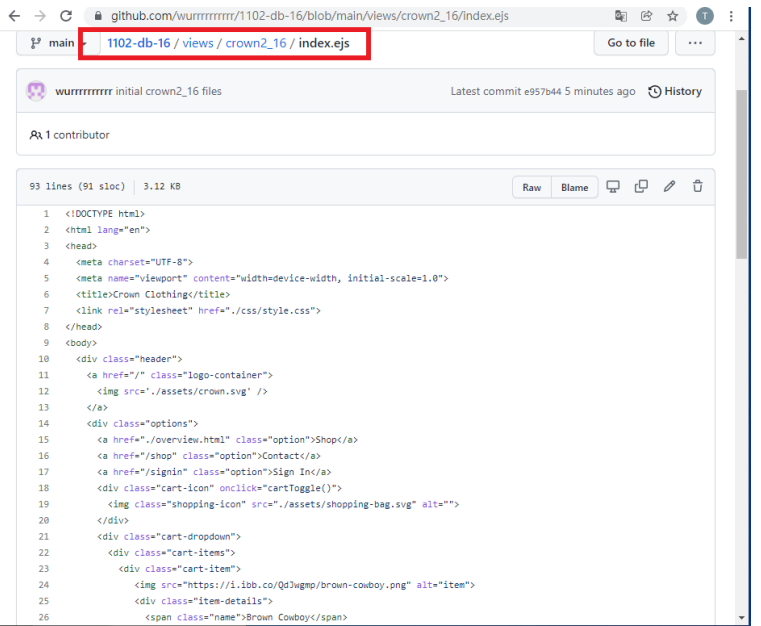 github.com/wurrrrrrrrrr/1102-db-16/blob/main/views/crown2_16/index.ejs T
main 1102-db-16 / views / crown2_16 / index.ejs Go to file ...
wurrrrrrrrrr initial crown2_16 files Latest commit e957b44 5 minutes ago History
1 contributor
93 lines (91 sloc) 3.12 KB Raw Blame
1 <!DOCTYPE html>
2 <html lang="en">
3 <head>
4 <meta charset="UTF-8">
5 <meta name="viewport" content="width=device-width, initial-scale=1.0">
6 <title>Crown Clothing</title>
7 <link rel="stylesheet" href="./css/style.css">
8 </head>
9 <body>
10 <div class="header">
11 <a href="/" class="logo-container">
12 <img src='./assets/crown.svg' />
13 </a>
14 <div class="options">
15 <a href="./overview.html" class="option">Shop</a>
16 <a href="/shop" class="option">Contact</a>
17 <a href="/signin" class="option">Sign In</a>
18 <div class="cart-icon" onclick="cartToggle()">
19 <img class="shopping-icon" src="./assets/shopping-bag.svg" alt="">
20 </div>
21 <div class="cart-dropdown">
22 <div class="cart-items">
23 <div class="cart-item">
24 <img src="https://i.ibb.co/QdJwgmp/brown-cowboy.png" alt="item">
25 <div class="item-details">
26 <span class="name">Brown Cowboy</span>